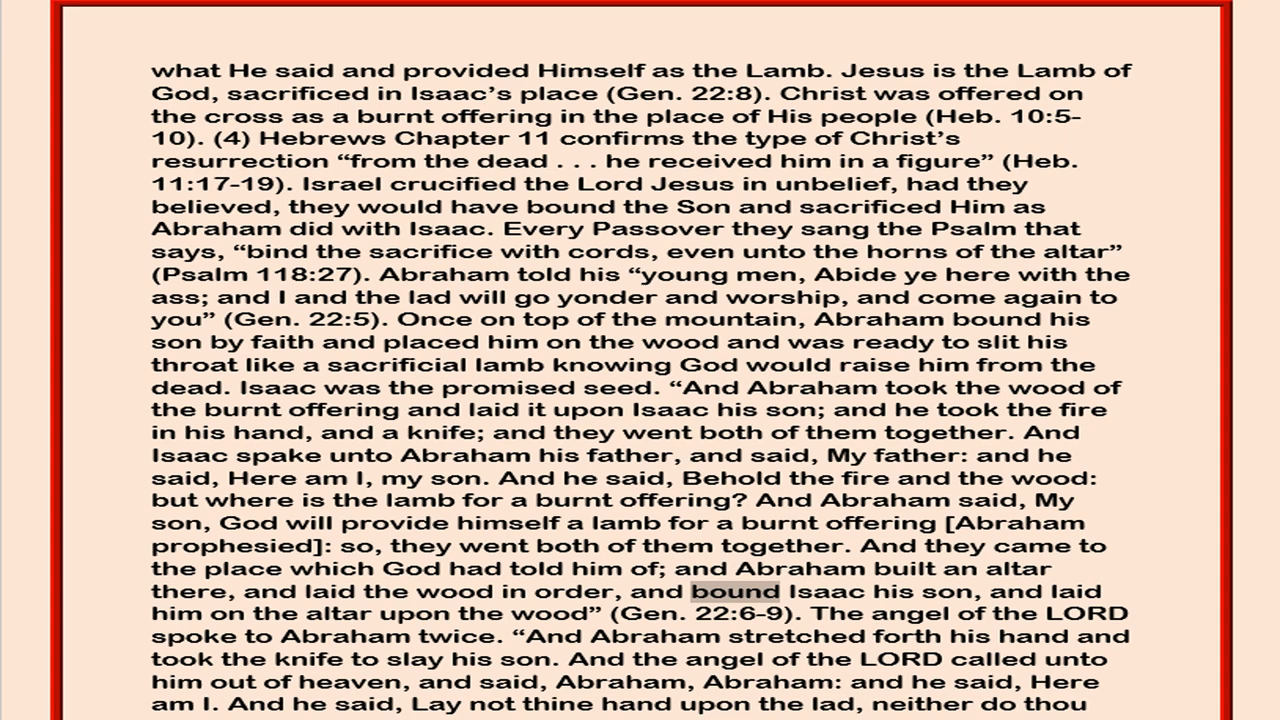 what He said and provided Himself as the Lamb. Jesus is the Lamb of
God, sacrificed in Isaac’s place (Gen. 22:8). Christ was offered on
the cross as a burnt offering in the place of His people (Heb. 10:5-
10). (4) Hebrews Chapter 11 confirms the type of Christ’s
resurrection “from the dead . . . he received him in a figure” (Heb.
11:17-19). Israel crucified the Lord Jesus in unbelief, had they
believed, they would have bound the Son and sacrificed Him as
Abraham did with Isaac. Every Passover they sang the Psalm that
says, “bind the sacrifice with cords, even unto the horns of the altar”
(Psalm 118:27). Abraham told his “young men, Abide ye here with the
ass; and I and the lad will go yonder and worship, and come again to
you” (Gen. 22:5). Once on top of the mountain, Abraham bound his
son by faith and placed him on the wood and was ready to slit his
throat like a sacrificial lamb knowing God would raise him from the
dead. Isaac was the promised seed. “And Abraham took the wood of
the burnt offering and laid it upon Isaac his son; and he took the fire
in his hand, and a knife; and they went both of them together. And
Isaac spake unto Abraham his father, and said, My father: and he
said, Here am I, my son. And he said, Behold the fire and the wood:
but where is the lamb for a burnt offering? And Abraham said, My
son, God will provide himself a lamb for a burnt offering [Abraham
prophesied]: so, they went both of them together. And they came to
the place which God had told him of; and Abraham built an altar
there, and laid the wood in order, and bound Isaac his son, and laid
him on the altar upon the wood” (Gen. 22:6-9). The angel of the LORD
spoke to Abraham twice. “And Abraham stretched forth his hand and
took the knife to slay his son. And the angel of the LORD called unto
him out of heaven, and said, Abraham, Abraham: and he said, Here
am I. And he said, Lay not thine hand upon the lad, neither do thou